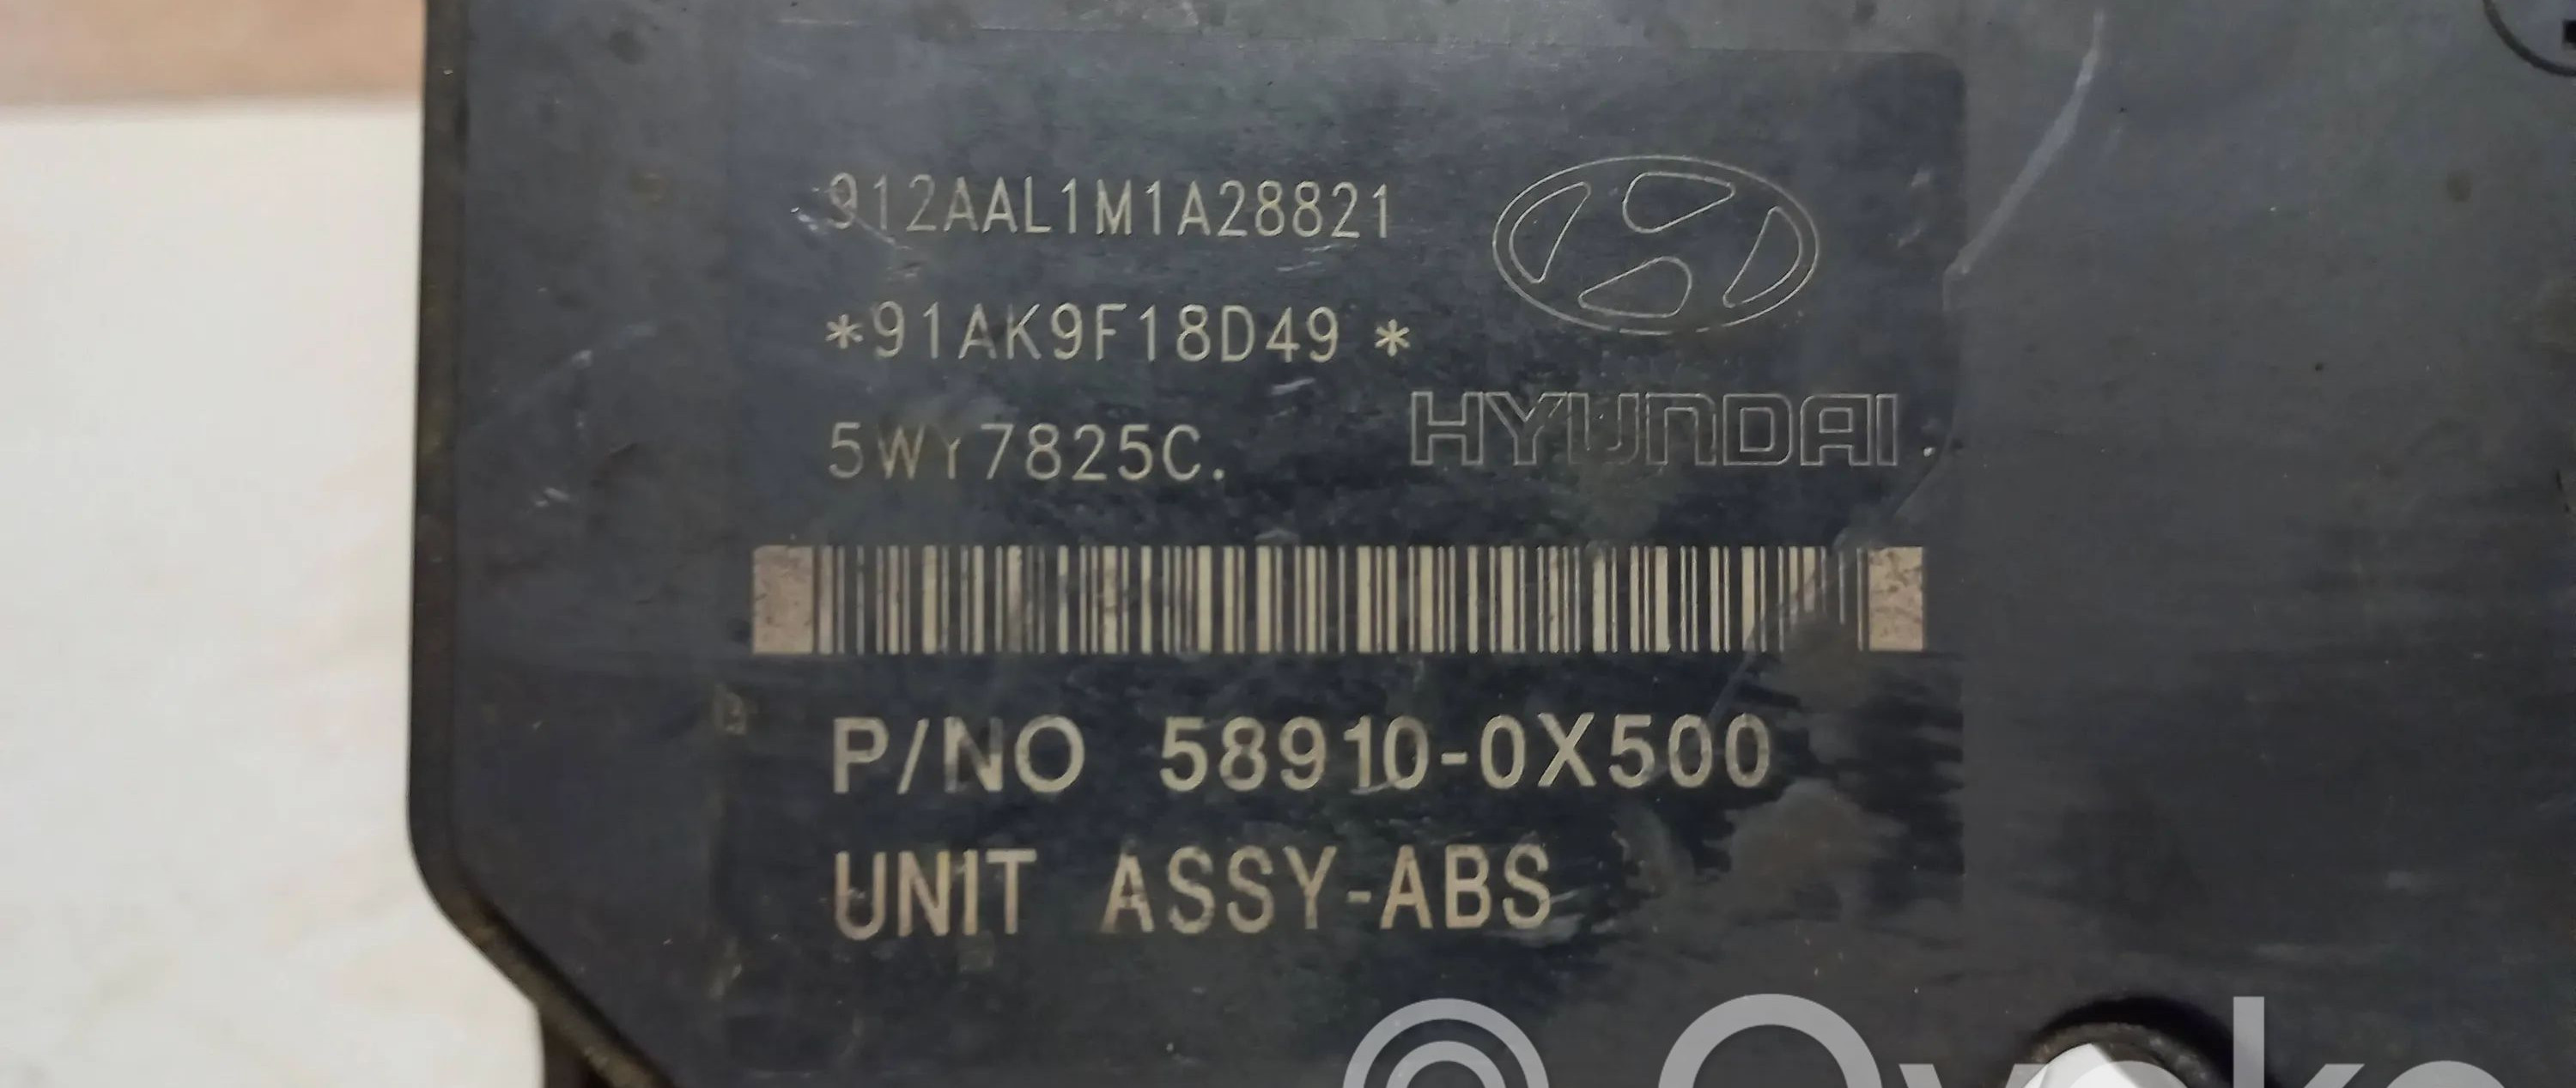 912AAL1M1A28821
*91AK9F18D49 *
5WY7825C.
HYUNDAI
P/NO 58910-0X500
UNIT ASSY-ABS